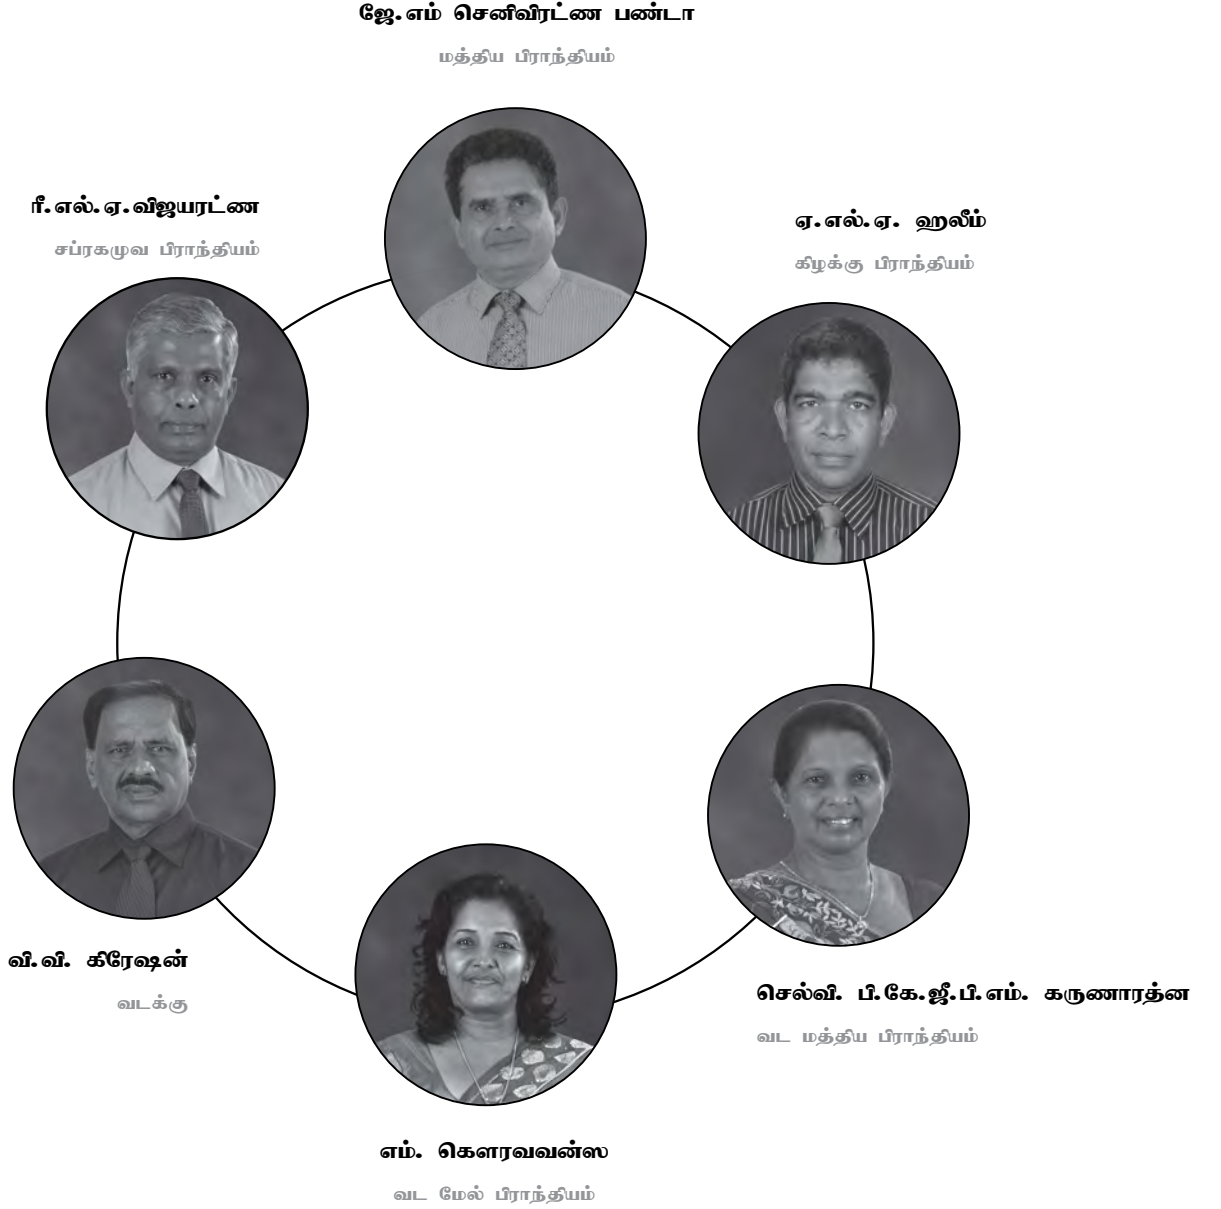 ஜே.எம் செனிவிரட்ண பண்டா
மத்திய பிராந்தியம்
ரீ.எல்.ஏ.விஜயரட்ண
சப்ரகமுவ பிராந்தியம்
ஏ.எல்.ஏ. ஹலீம்
கிழக்கு பிராந்தியம்
வி.வீ. கிரேஷன்
வடக்கு
செல்வி. பி.கே.ஜீ.பி.எம். கருணாரத்ன
வட மத்திய பிராந்தியம்
எம். கௌரவவன்ஸ
வட மேல் பிராந்தியம்